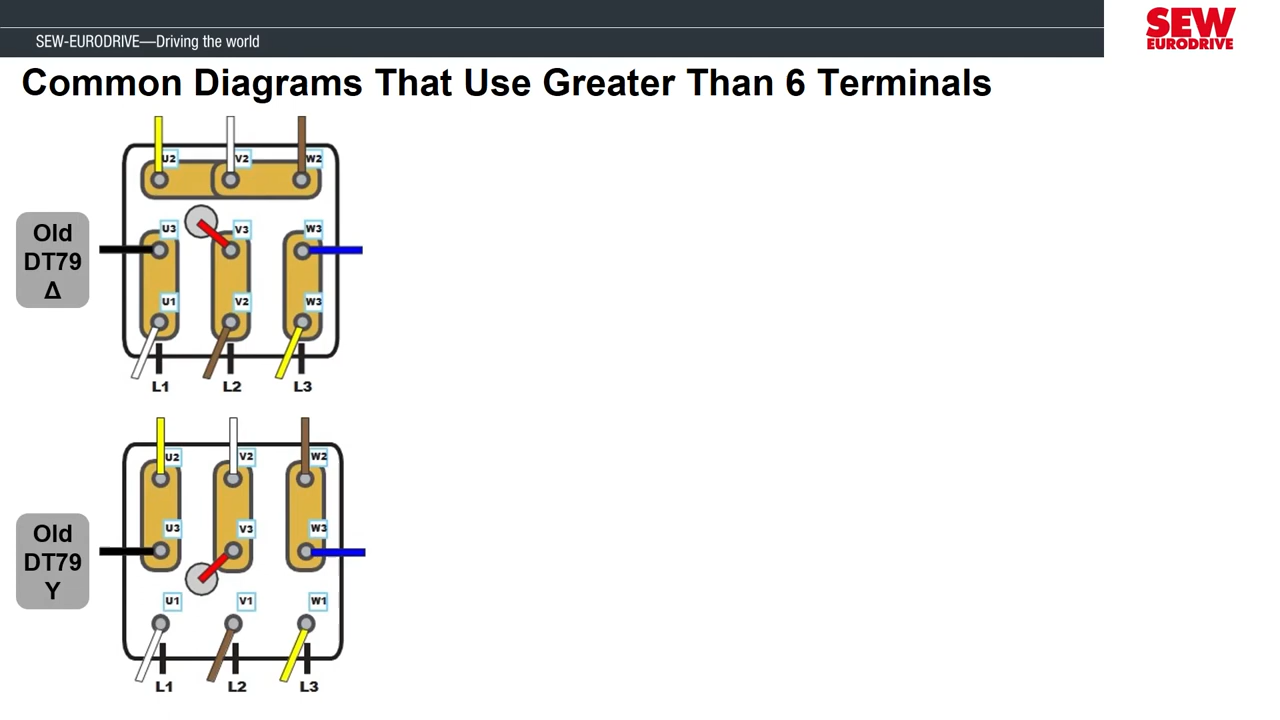 SEW-EURODRIVE—Driving the world
SEW
EURODRIVE
Common Diagrams That Use Greater Than 6 Terminals
Old
DT79
Δ
U2 V2 W2
U3 V3 W3
U1 V2 W3
L1 L2 L3
Old
DT79
Y
U2 V2 W2
U3 V3 W3
U1 V1 W1
L1 L2 L3